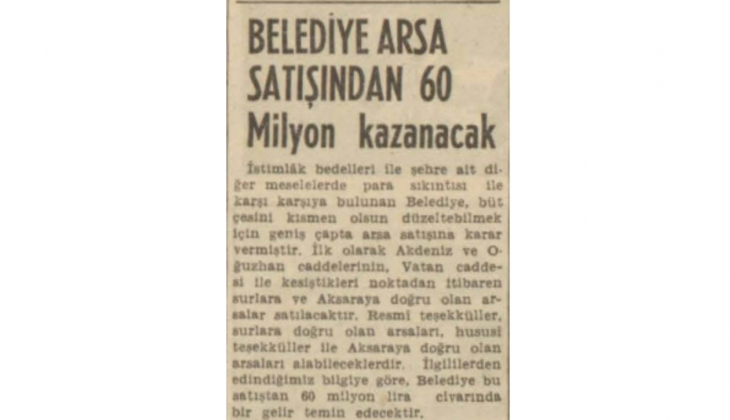 BELEDİYE ARSA
SATIŞINDAN 60
Milyon kazanacak
İstimlâk bedelleri ile şehre ait di-
ğer meselelerde para sıkıntısı ile
karşı karşıya bulunan Belediye, büt
çesini kısmen olsun düzeltebilmek
için geniş çapta arsa satışına karar
vermiştir. İlk olarak Akdeniz ve O-
ğuzhan caddelerinin, Vatan cadde-
si ile kesiştikleri noktadan itibaren
surlara ve Aksaraya doğru olan ar-
salar satılacaktır. Resmî teşekküller,
surlara doğru olan arsaları, hususî
teşekküller ile Aksaraya doğru olan
arsaları alabileceklerdir. İlgililerden
edindiğimiz bilgiye göre, Belediye bu
satıştan 60 milyon lira civarında
bir gelir temin edecektir.